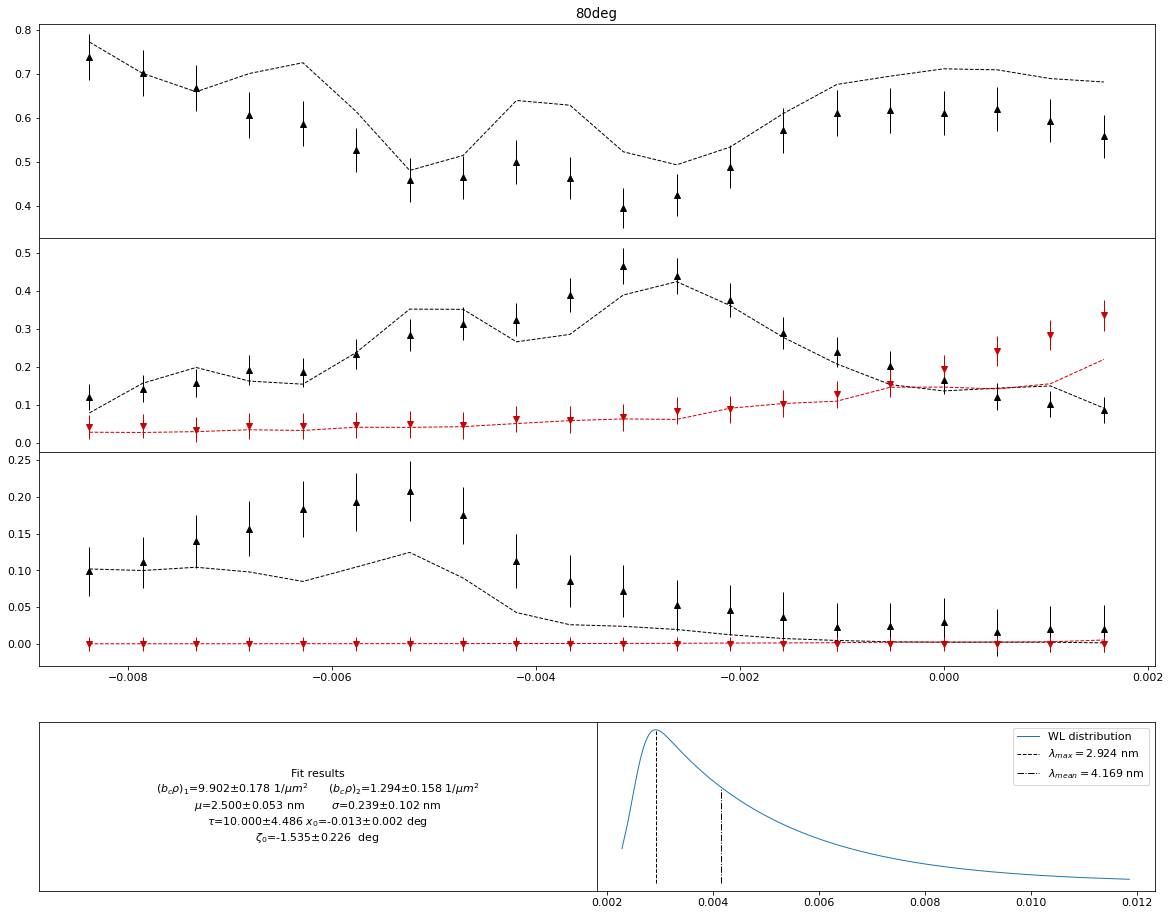 80deg
0.8
0.7
0.6
0.5
0.4
0.5
0.4
0.3
0.2
0.1
0.0
0.25
0.20
0.15
0.10
0.05
0.00
−0.008 −0.006 −0.004 −0.002 0.000 0.002
Fit results
(b_cρ)_1=9.902±0.178 1/μm^2 (b_cρ)_2=1.294±0.158 1/μm^2
μ=2.500±0.053 nm σ=0.239±0.102 nm
τ=10.000±4.486 x_0=-0.013±0.002 deg
ζ_0=-1.535±0.226 deg
WL distribution
λ_max = 2.924 nm
λ_mean = 4.169 nm
0.002 0.004 0.006 0.008 0.010 0.012